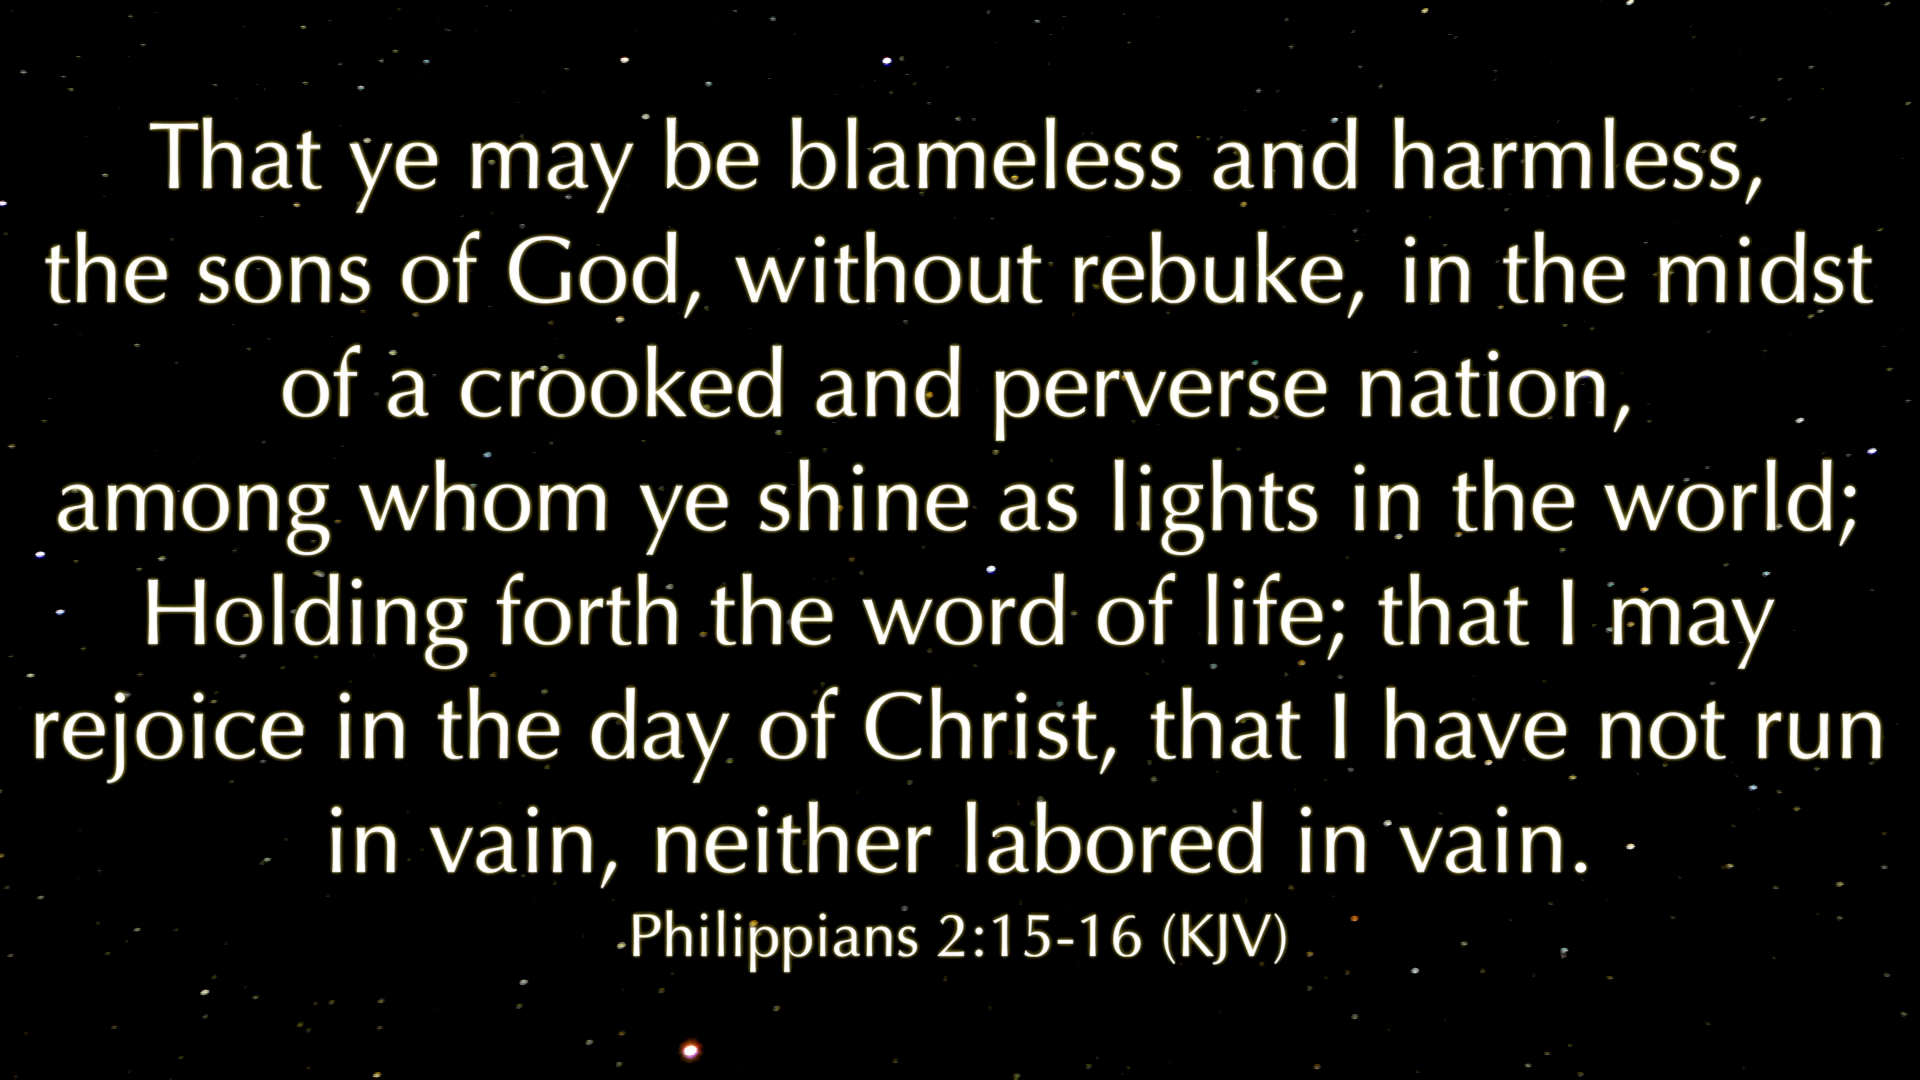 That ye may be blameless and harmless,
the sons of God, without rebuke, in the midst
of a crooked and perverse nation,
among whom ye shine as lights in the world;
Holding forth the word of life; that I may
rejoice in the day of Christ, that I have not run
in vain, neither labored in vain.
Philippians 2:15-16 (KJV)